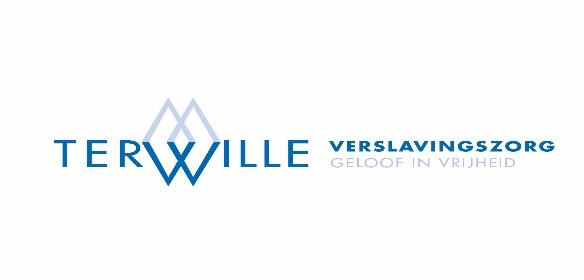 TERWILLE
VERSLAVINGSZORG
GELOOF IN VRIJHEID